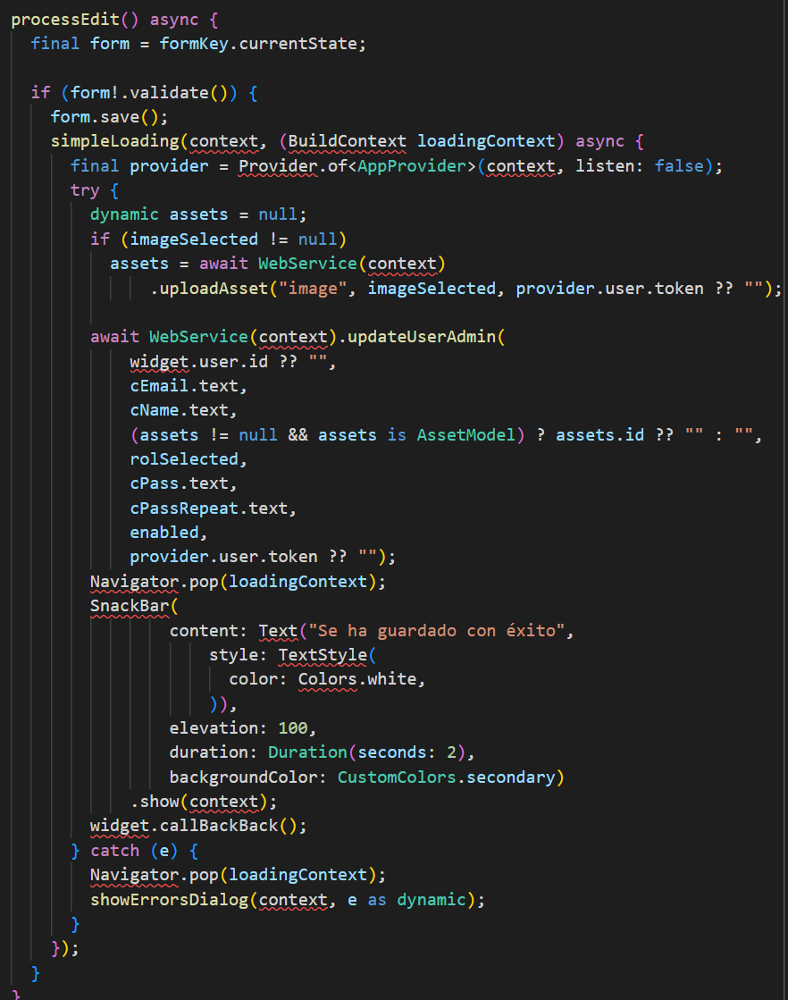 processEdit() async {
final form = formKey.currentState;
if (form!.validate()) {
form.save();
simpleLoading(context, (BuildContext loadingContext) async {
final provider = Provider.of<AppProvider>(context, listen: false);
try {
dynamic assets = null;
if (imageSelected != null)
assets = await WebService(context)
.uploadAsset("image", imageSelected, provider.user.token ?? "");
await WebService(context).updateUserAdmin(
widget.user.id ?? "",
cEmail.text,
cName.text,
(assets != null && assets is AssetModel) ? assets.id ?? "" : "",
rolSelected,
cPass.text,
cPassRepeat.text,
enabled,
provider.user.token ?? "");
Navigator.pop(loadingContext);
SnackBar(
content: Text("Se ha guardado con éxito",
style: TextStyle(
color: Colors.white,
)),
elevation: 100,
duration: Duration(seconds: 2),
backgroundColor: CustomColors.secondary)
.show(context);
widget.callBackBack();
} catch (e) {
Navigator.pop(loadingContext);
showErrorsDialog(context, e as dynamic);
}
});
}
}